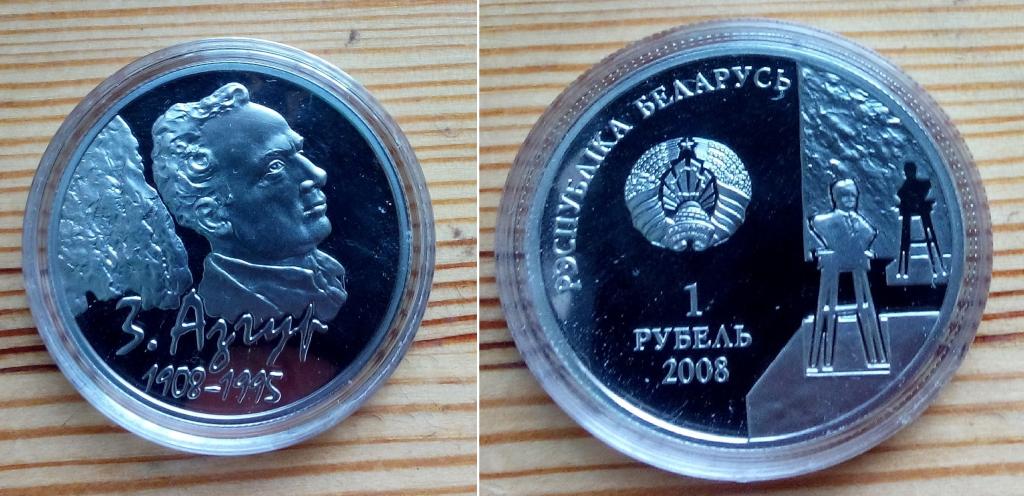 З. Азгур
1908-1995
РЭСПУБЛІКА БЕЛАРУСЬ
1
РУБЕЛЬ
2008